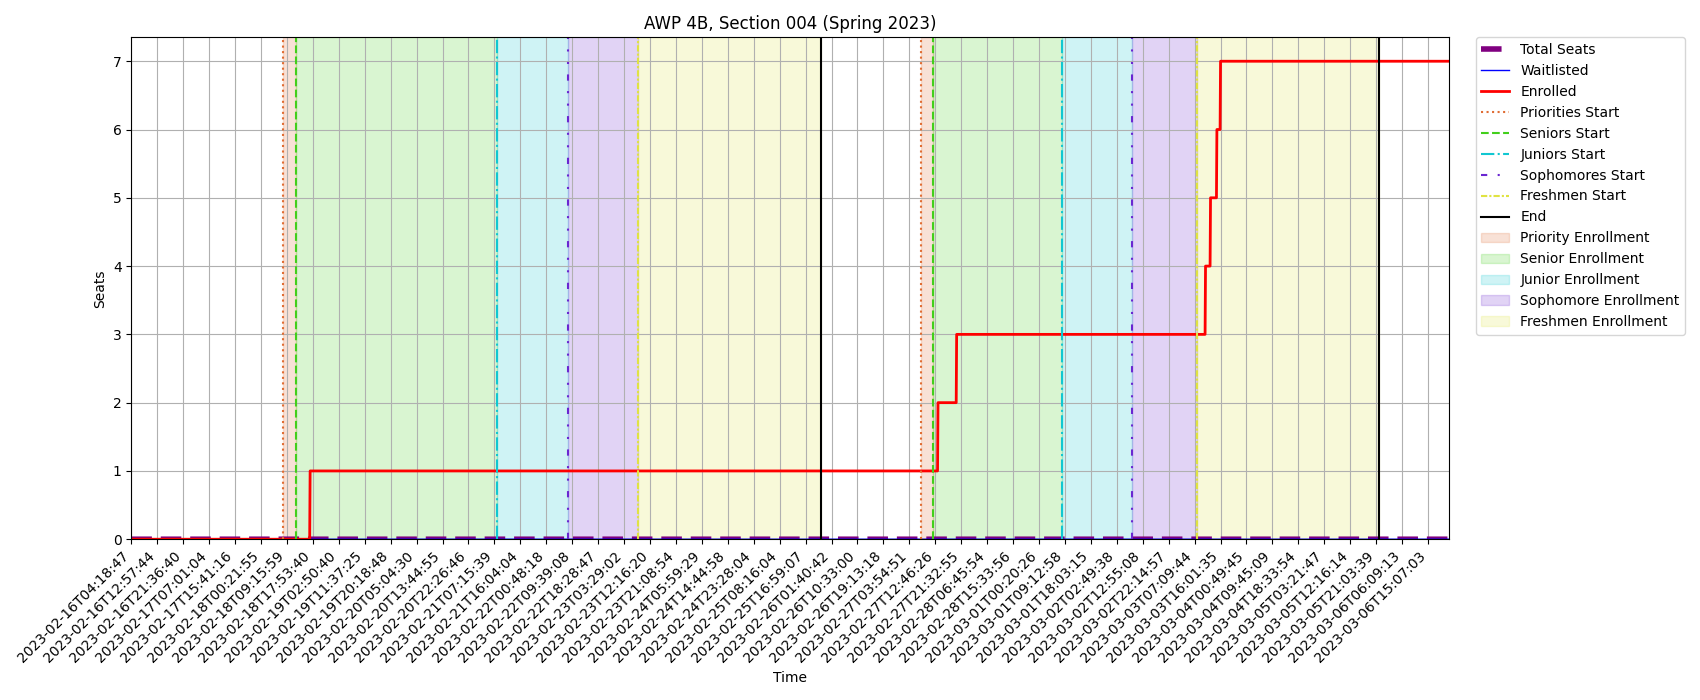 AWP 4B, Section 004 (Spring 2023)
Total Seats
Waitlisted
Enrolled
Priorities Start
Seniors Start
Juniors Start
Sophomores Start
Freshmen Start
End
Priority Enrollment
Senior Enrollment
Junior Enrollment
Sophomore Enrollment
Freshmen Enrollment
Seats
7
6
5
4
3
2
1
0
2023-02-16T04:18:47
2023-02-16T12:57:44
2023-02-16T21:36:40
2023-02-17T07:01:04
2023-02-17T15:41:16
2023-02-18T00:21:55
2023-02-18T09:15:59
2023-02-18T17:53:40
2023-02-19T02:50:40
2023-02-19T11:37:25
2023-02-19T20:18:48
2023-02-20T05:04:30
2023-02-20T13:44:55
2023-02-20T22:26:46
2023-02-21T07:15:39
2023-02-21T16:04:04
2023-02-22T00:48:18
2023-02-22T09:39:08
2023-02-22T18:28:47
2023-02-23T03:29:02
2023-02-23T12:16:20
2023-02-23T21:08:54
2023-02-24T05:59:29
2023-02-24T14:44:58
2023-02-24T23:28:04
2023-02-25T08:16:04
2023-02-25T16:59:07
2023-02-26T01:40:42
2023-02-26T10:33:00
2023-02-26T19:13:18
2023-02-27T03:54:51
2023-02-27T12:46:26
2023-02-27T21:32:55
2023-02-28T06:45:54
2023-02-28T15:33:56
2023-03-01T00:20:26
2023-03-01T09:12:58
2023-03-01T18:03:15
2023-03-02T02:49:38
2023-03-02T12:55:08
2023-03-02T22:14:57
2023-03-03T07:09:44
2023-03-03T16:01:35
2023-03-04T00:49:45
2023-03-04T09:45:09
2023-03-04T18:33:54
2023-03-05T03:21:47
2023-03-05T12:16:14
2023-03-05T21:03:39
2023-03-06T06:09:13
2023-03-06T15:07:03
Time